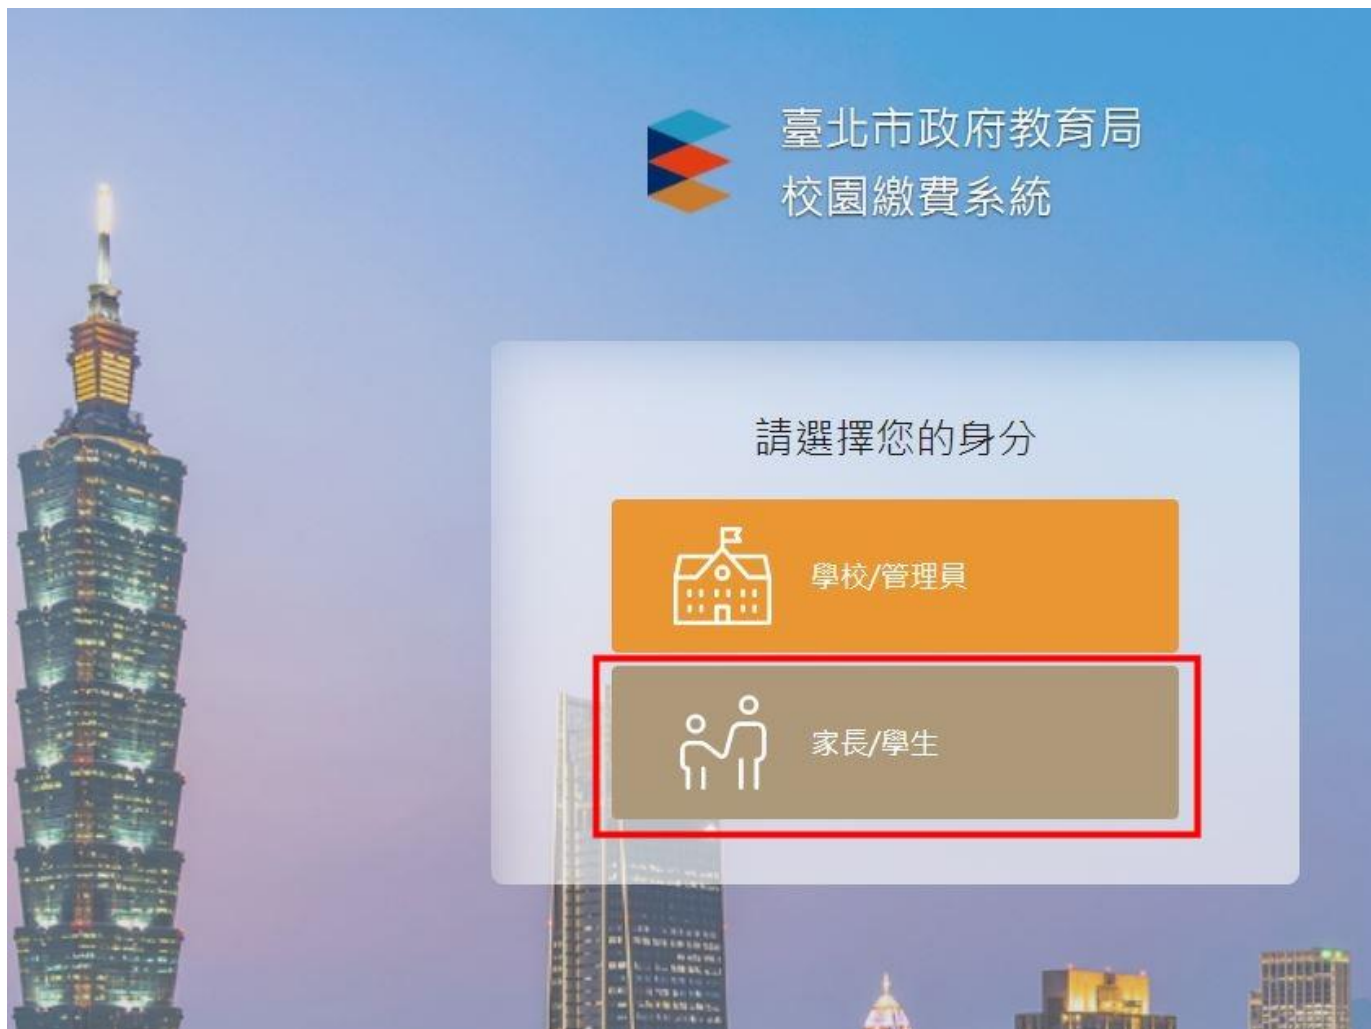 臺北市政府教育局
校園繳費系統
請選擇您的身分
學校/管理員
家長/學生